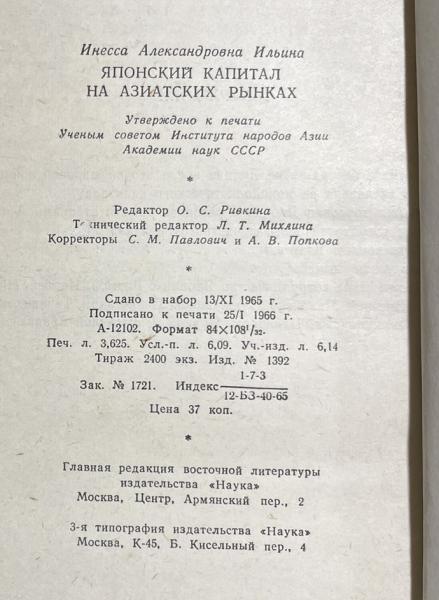 Инесса Александровна Ильина
ЯПОНСКИЙ КАПИТАЛ
НА АЗИАТСКИХ РЫНКАХ
Утверждено к печати
Ученым советом Института народов Азии
Академии наук СССР
*
Редактор О. С. Ривкина
Технический редактор Л. Т. Михлина
Корректоры С. М. Павлович и А. В. Попкова
*
Сдано в набор 13/XI 1965 г.
Подписано к печати 25/I 1966 г.
А-12102. Формат 84×108¹/₃₂.
Печ. л. 3,625. Усл.-п. л. 6,09. Уч.-изд. л. 6,14
Тираж 2400 экз. Изд. № 1392
1-7-3
Зак. № 1721. Индекс
12-БЗ-40-65
Цена 37 коп.
*
Главная редакция восточной литературы
издательства «Наука»
Москва, Центр, Армянский пер., 2
3-я типография издательства «Наука»
Москва, К-45, Б. Кисельный пер., 4